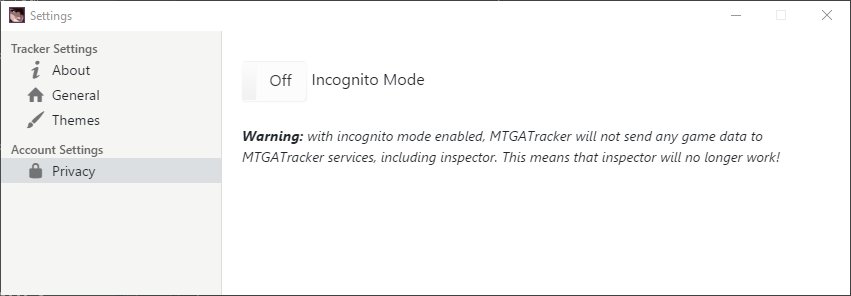 Settings
Tracker Settings
About
General
Themes
Account Settings
Privacy
Off Incognito Mode
Warning: with incognito mode enabled, MTGATracker will not send any game data to
MTGATracker services, including inspector. This means that inspector will no longer work!